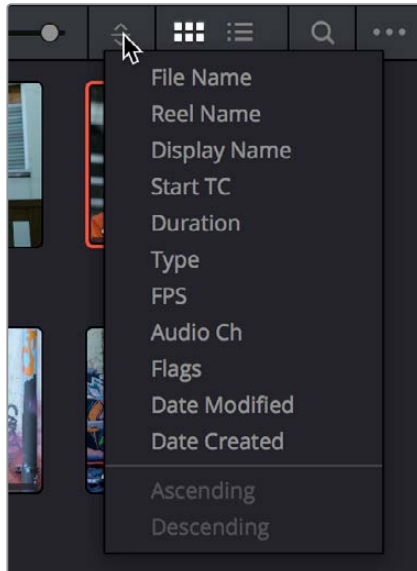 File Name
Reel Name
Display Name
Start TC
Duration
Type
FPS
Audio Ch
Flags
Date Modified
Date Created
Ascending
Descending